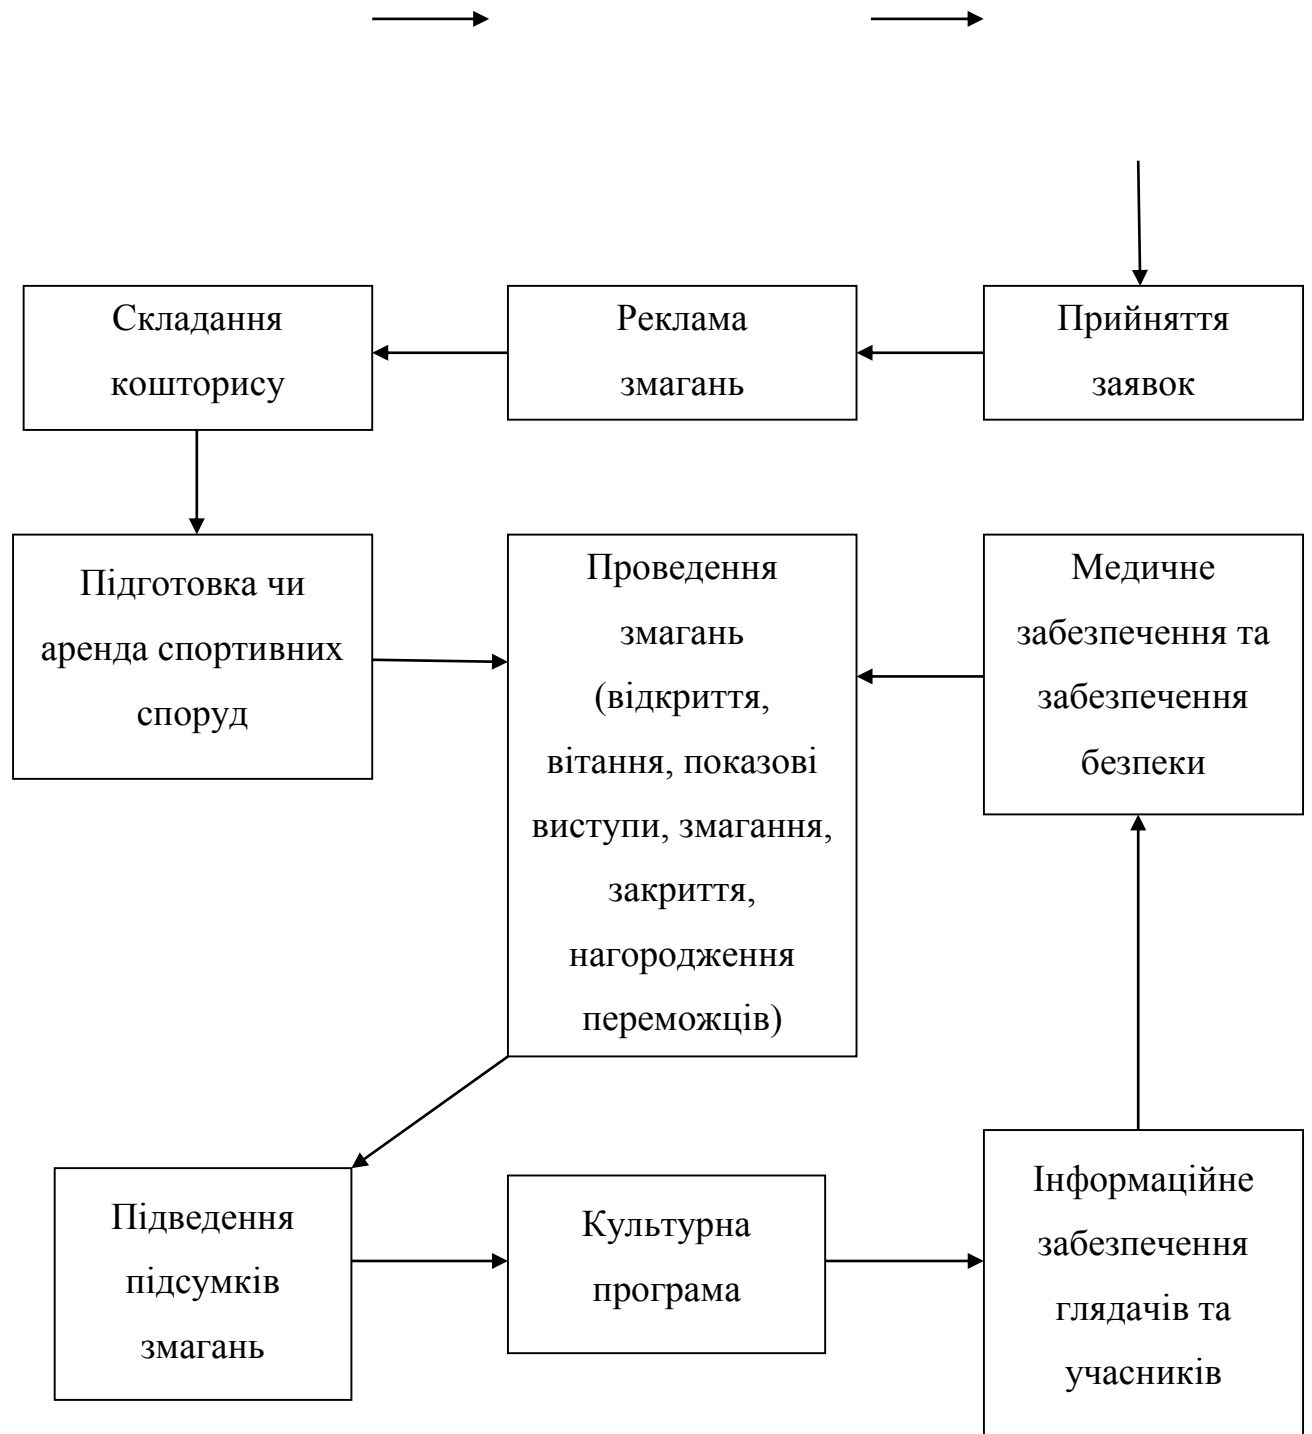 Складання
кошторису
Реклама
змагань
Прийняття
заявок
Підготовка чи
аренда спортивних
споруд
Проведення
змагань
(відкриття,
вітання, показові
виступи, змагання,
закриття,
нагородження
переможців)
Медичне
забезпечення та
забезпечення
безпеки
Підведення
підсумків
змагань
Культурна
програма
Інформаційне
забезпечення
глядачів та
учасників